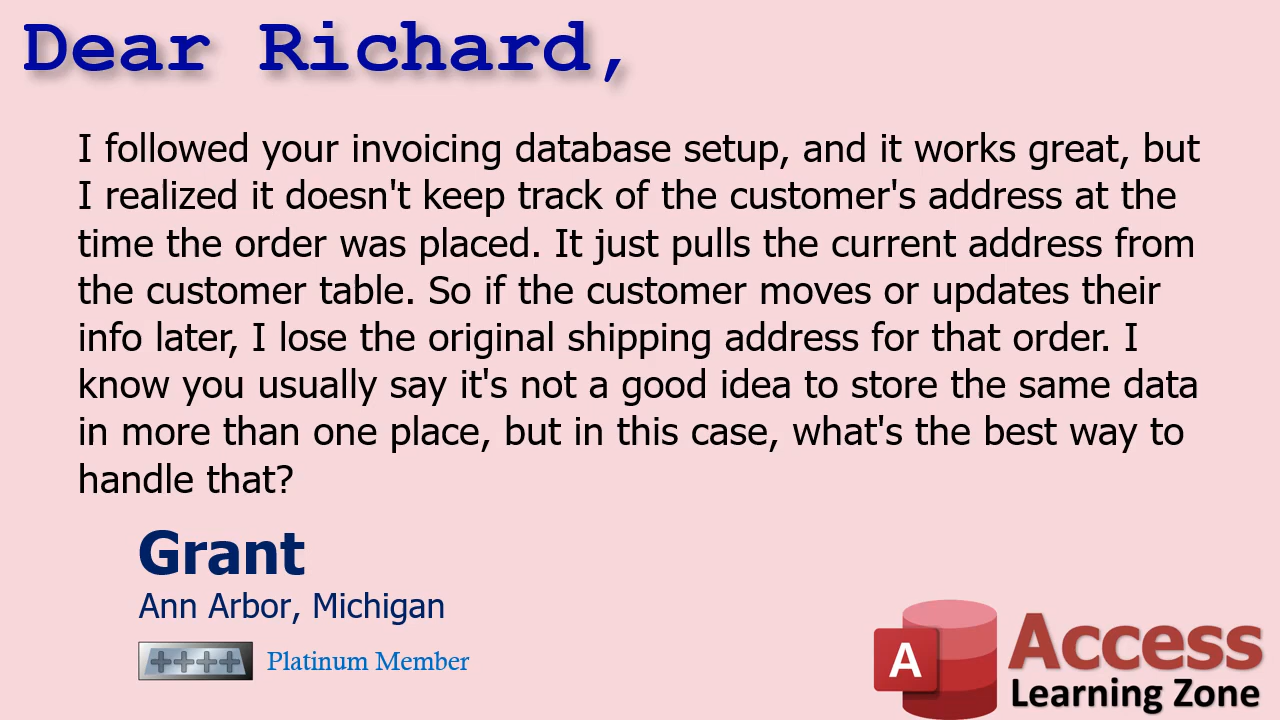 Dear Richard,
I followed your invoicing database setup, and it works great, but
I realized it doesn't keep track of the customer's address at the
time the order was placed. It just pulls the current address from
the customer table. So if the customer moves or updates their
info later, I lose the original shipping address for that order. I
know you usually say it's not a good idea to store the same data
in more than one place, but in this case, what's the best way to
handle that?
Grant
Ann Arbor, Michigan
Platinum Member
A
Access
Learning Zone